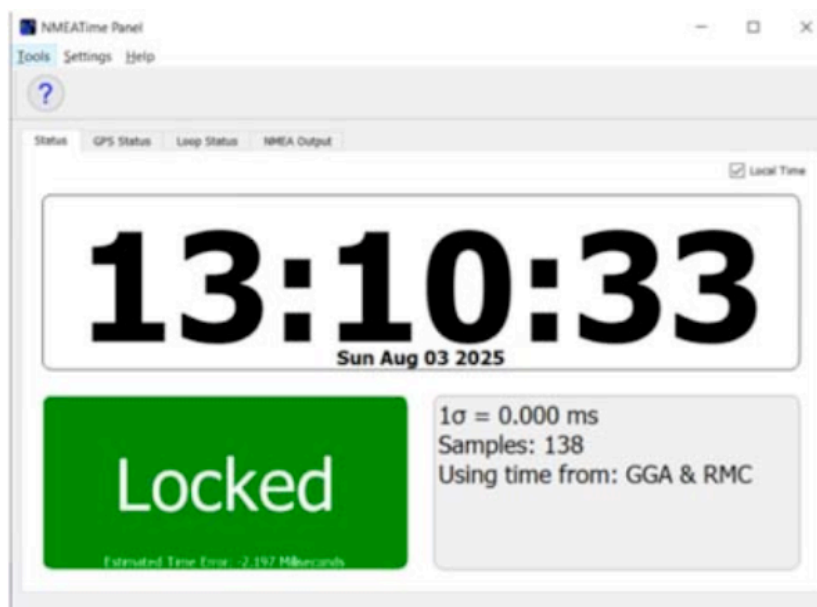 NMEATime Panel
Tools Settings Help
?
Status GPS Status Loop Status NMEA Output
Local Time
13:10:33
Sun Aug 03 2025
Locked
Estimated Time Error: -2.197 Milliseconds
1σ = 0.000 ms
Samples: 138
Using time from: GGA & RMC